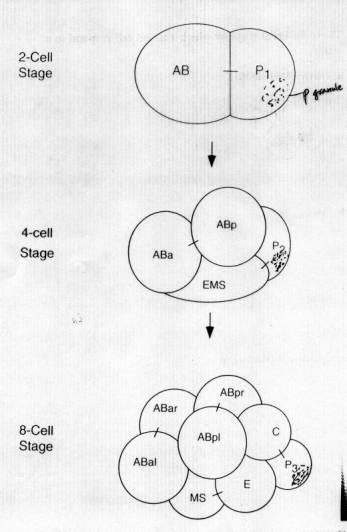 2-Cell
Stage
AB
P1
P granule
4-cell
Stage
ABa
ABp
P2
EMS
8-Cell
Stage
ABar
ABpr
ABal
ABpl
C
P3
MS
E